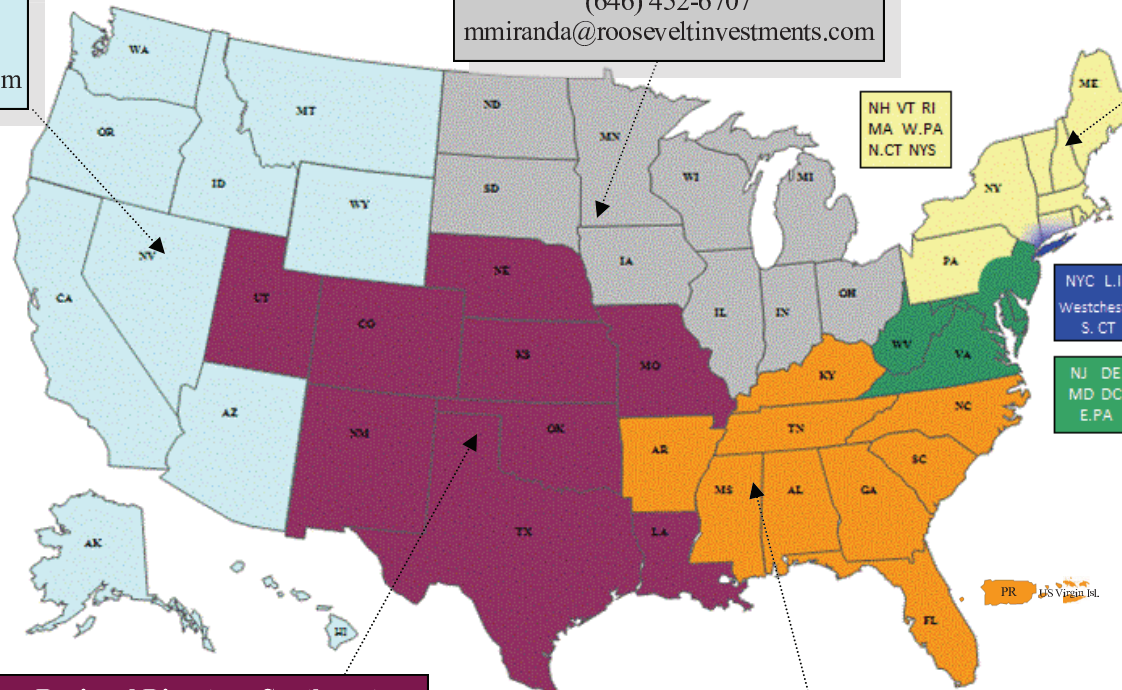 (646) 452-6707
mmiranda@rooseveltinvestments.com
m
WA
MT
ND
MN
ME
OR
NH VT RI
MA W.PA
N.CT NYS
ID
WY
SD
WI
MI
NY
NV
IA
PA
CA
UT
CO
NE
IL
IN
OH
NYC L.I
Westches
S. CT
WV
VA
KS
MO
KY
NJ DE
MD DC
E.PA
AZ
NM
OK
AR
TN
NC
SC
MS
AL
GA
TX
LA
AK
HI
FL
PR
US Virgin Isl.